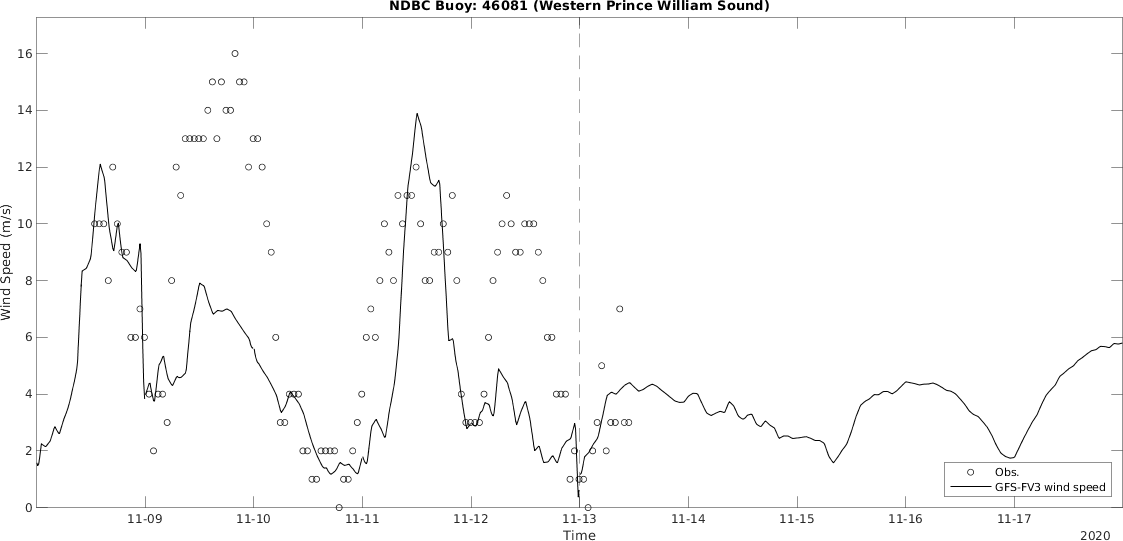 NDBC Buoy: 46081 (Western Prince William Sound)
Wind Speed (m/s)
16
14
12
10
8
6
4
2
0
Obs.
GFS-FV3 wind speed
11-09 11-10 11-11 11-12 11-13 11-14 11-15 11-16 11-17
Time
2020